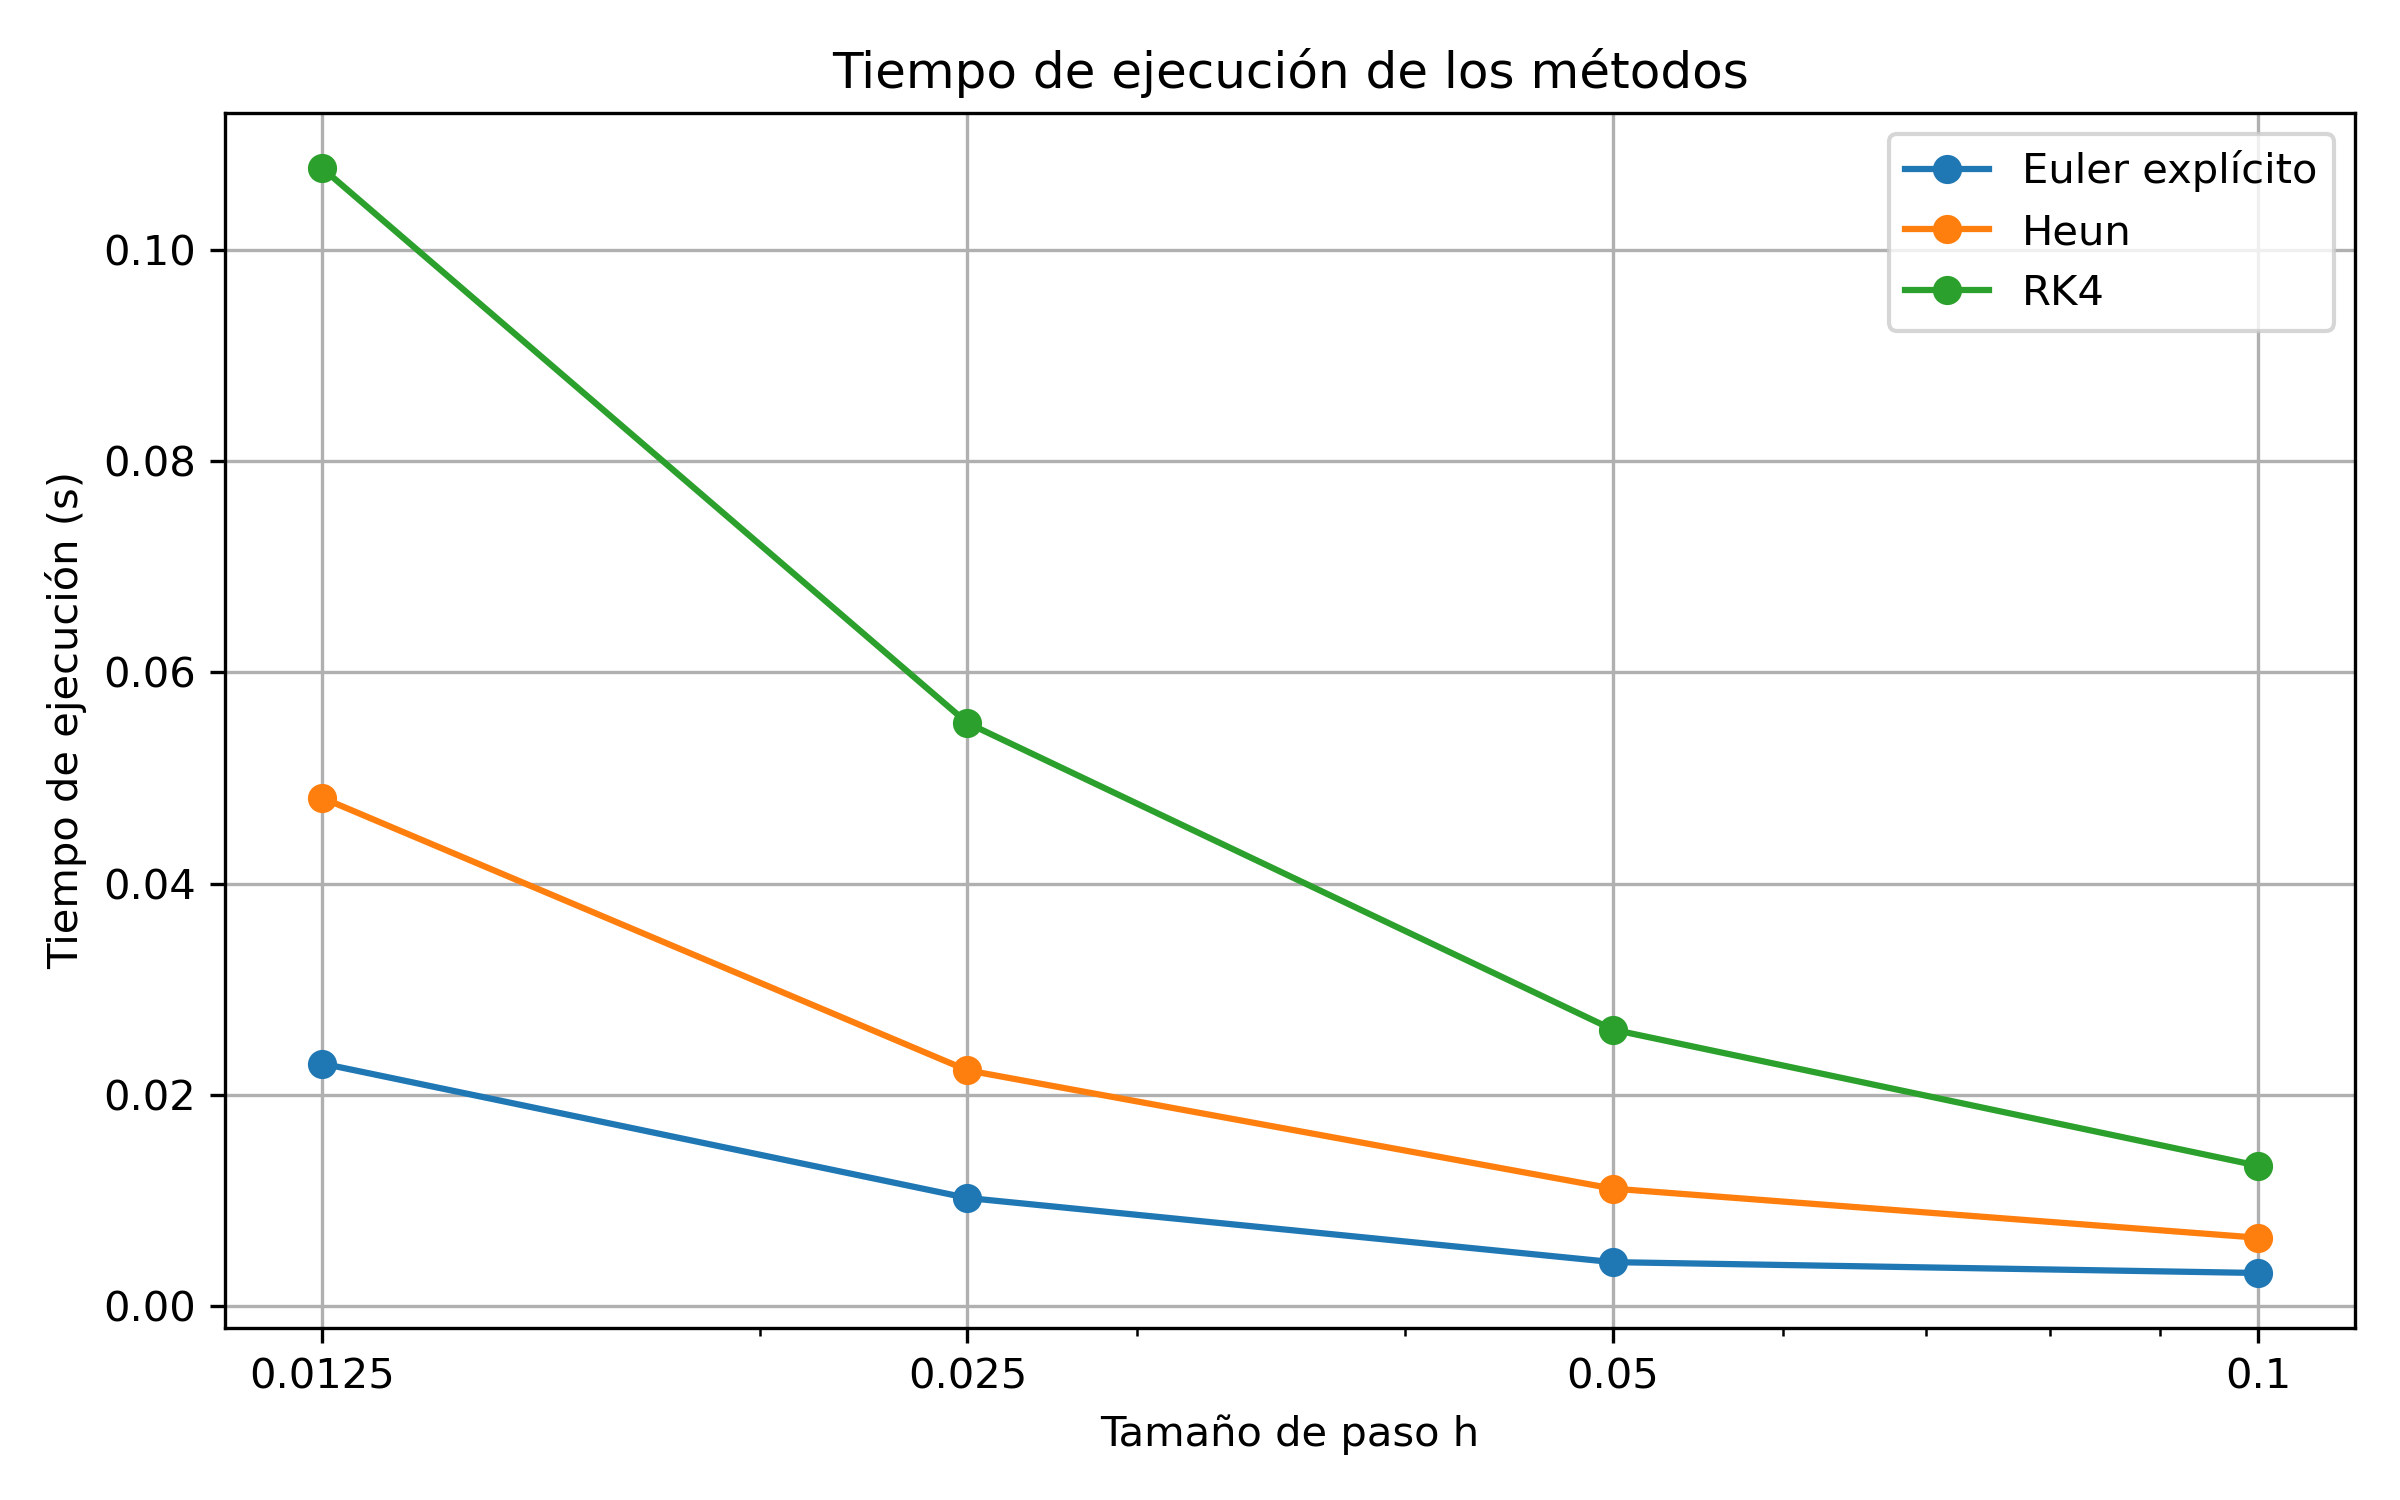 Tiempo de ejecución de los métodos
Euler explícito
Heun
RK4
Tiempo de ejecución (s)
0.10
0.08
0.06
0.04
0.02
0.00
0.0125 0.025 0.05 0.1
Tamaño de paso h